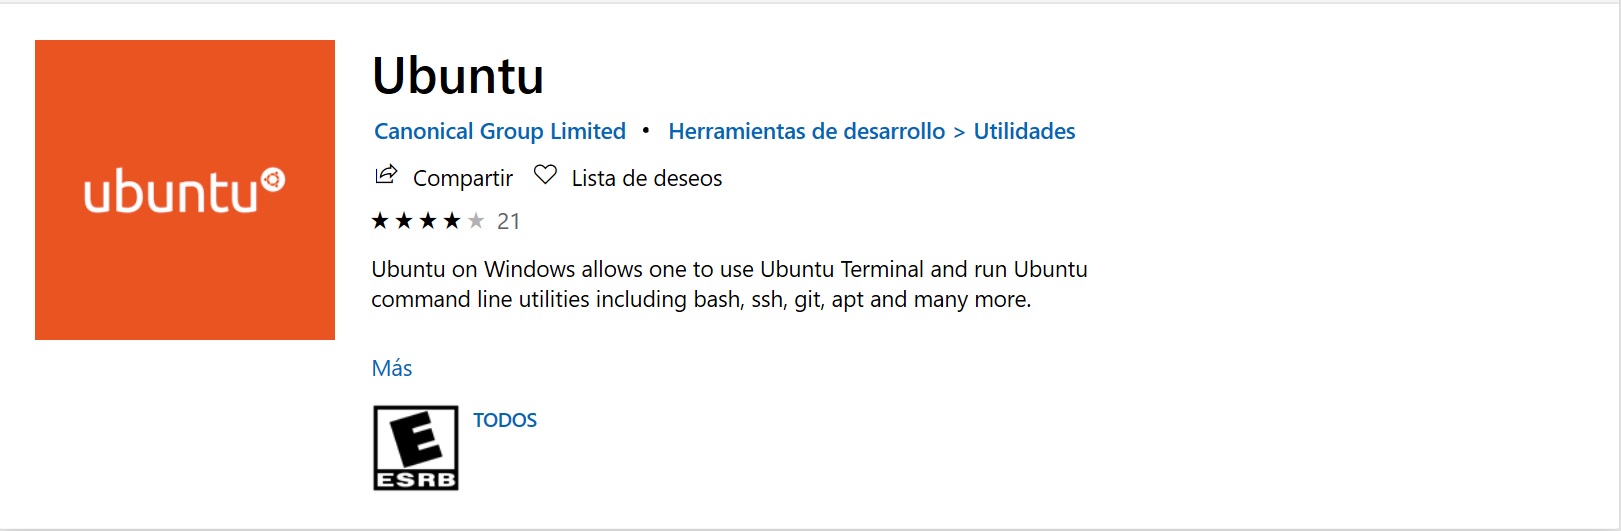 ubuntu
Ubuntu
Canonical Group Limited • Herramientas de desarrollo > Utilidades
Compartir Lista de deseos
21
Ubuntu on Windows allows one to use Ubuntu Terminal and run Ubuntu
command line utilities including bash, ssh, git, apt and many more.
Más
E
ESRB
TODOS